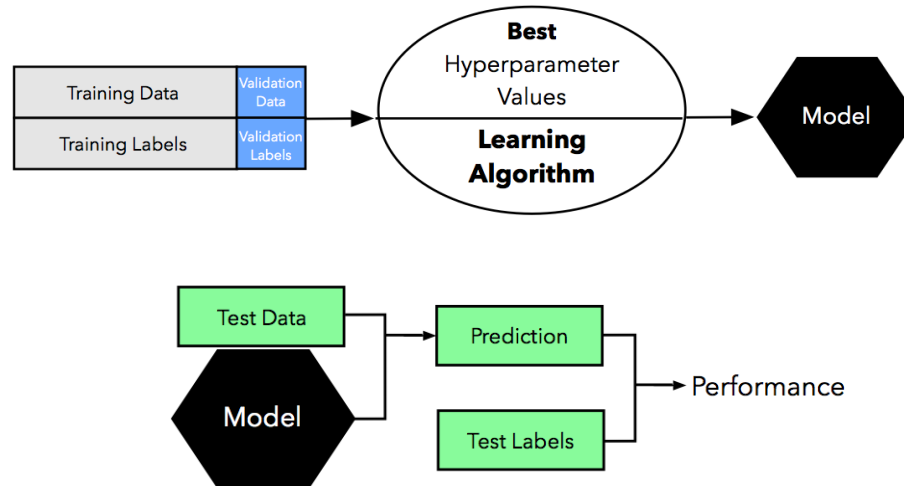 Best
Hyperparameter
Values
Training Data
Validation
Data
Model
Training Labels
Validation
Labels
Learning
Algorithm
Test Data
Prediction
Model
Performance
Test Labels